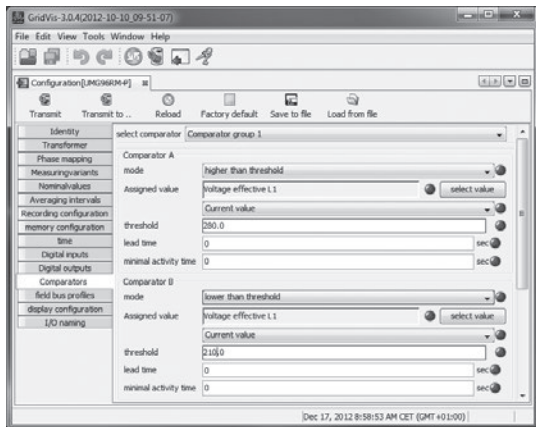 GridVis-3.0.4(2012-10-10_09-51-07)
File Edit View Tools Window Help
Configuration[UMG96RM-P]
Transmit Transmit to .. Reload Factory default Save to file Load from file
Identity
Transformer
Phase mapping
Measuringvariants
Nominalvalues
Averaging intervals
Recording configuration
memory configuration
time
Digital inputs
Digital outputs
Comparators
field bus profiles
display configuration
I/O naming
select comparator Comparator group 1
Comparator A
mode higher than threshold
Assigned value Voltage effective L1 select value
Current value
threshold 280.0
lead time 0 sec
minimal activity time 0 sec
Comparator B
mode lower than threshold
Assigned value Voltage effective L1 select value
Current value
threshold 210.0
lead time 0 sec
minimal activity time 0 sec
Dec 17, 2012 8:58:53 AM CET (GMT+01:00)